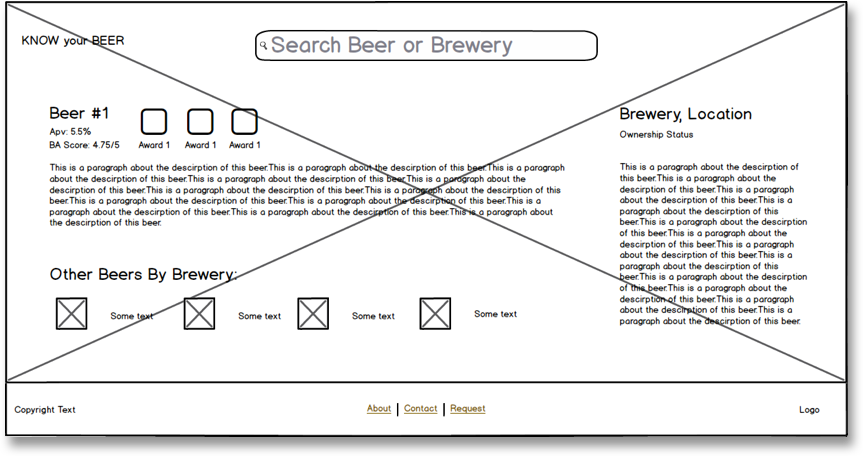 KNOW your BEER
Search Beer or Brewery
Beer #1
Apv: 5.5%
BA Score: 4.75/5
Award 1
Award 1
Award 1
This is a paragraph about the descirption of this beer.This is a paragraph about the descirption of this beer.This is a paragraph about the descirption of this beer.This is a paragraph about the descirption of this beer.This is a paragraph about the
descirption of this beer.This is a paragraph about the descirption of this beer.This is a
paragraph about the descirption of this beer.This is a paragraph about the descirption of this beer.This is a paragraph about the descirption of this beer.This is a paragraph about
the descirption of this beer.
Brewery, Location
Ownership Status
This is a paragraph about the descirption of
this beer.This is a paragraph about the
descirption of this beer.This is a paragraph
about the descirption of this beer.This is a
paragraph about the descirption of this
beer.This is a paragraph about the descirption
of this beer.This is a paragraph about the
descirption of this beer.This is a paragraph
about the descirption of this beer.This is a
paragraph about the descirption of this
beer.This is a paragraph about the descirption
of this beer.This is a paragraph about the
descirption of this beer.This is a paragraph
about the descirption of this beer.This is a
paragraph about the descirption of this beer.
Other Beers By Brewery:
Some text
Some text
Some text
Some text
Copyright Text
About | Contact | Request
Logo